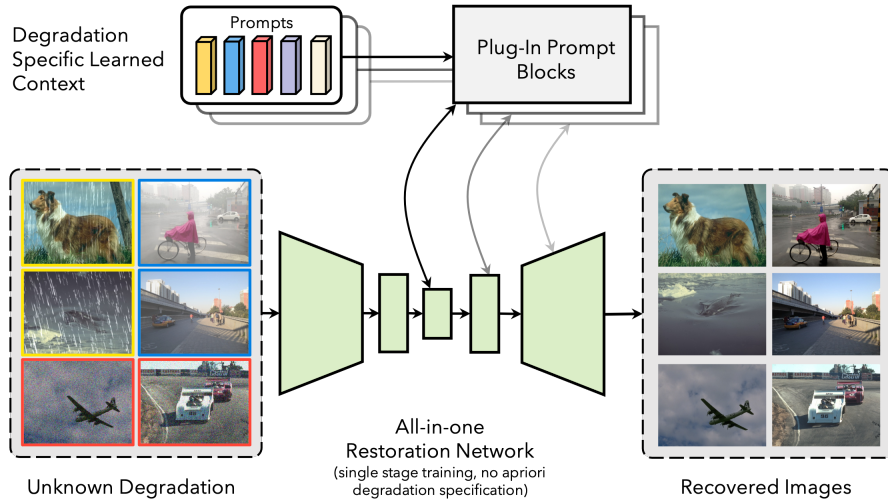 Degradation
Specific Learned
Context
Prompts
Plug-In Prompt
Blocks
All-in-one
Restoration Network
(single stage training, no apriori
degradation specification)
Unknown Degradation
Recovered Images